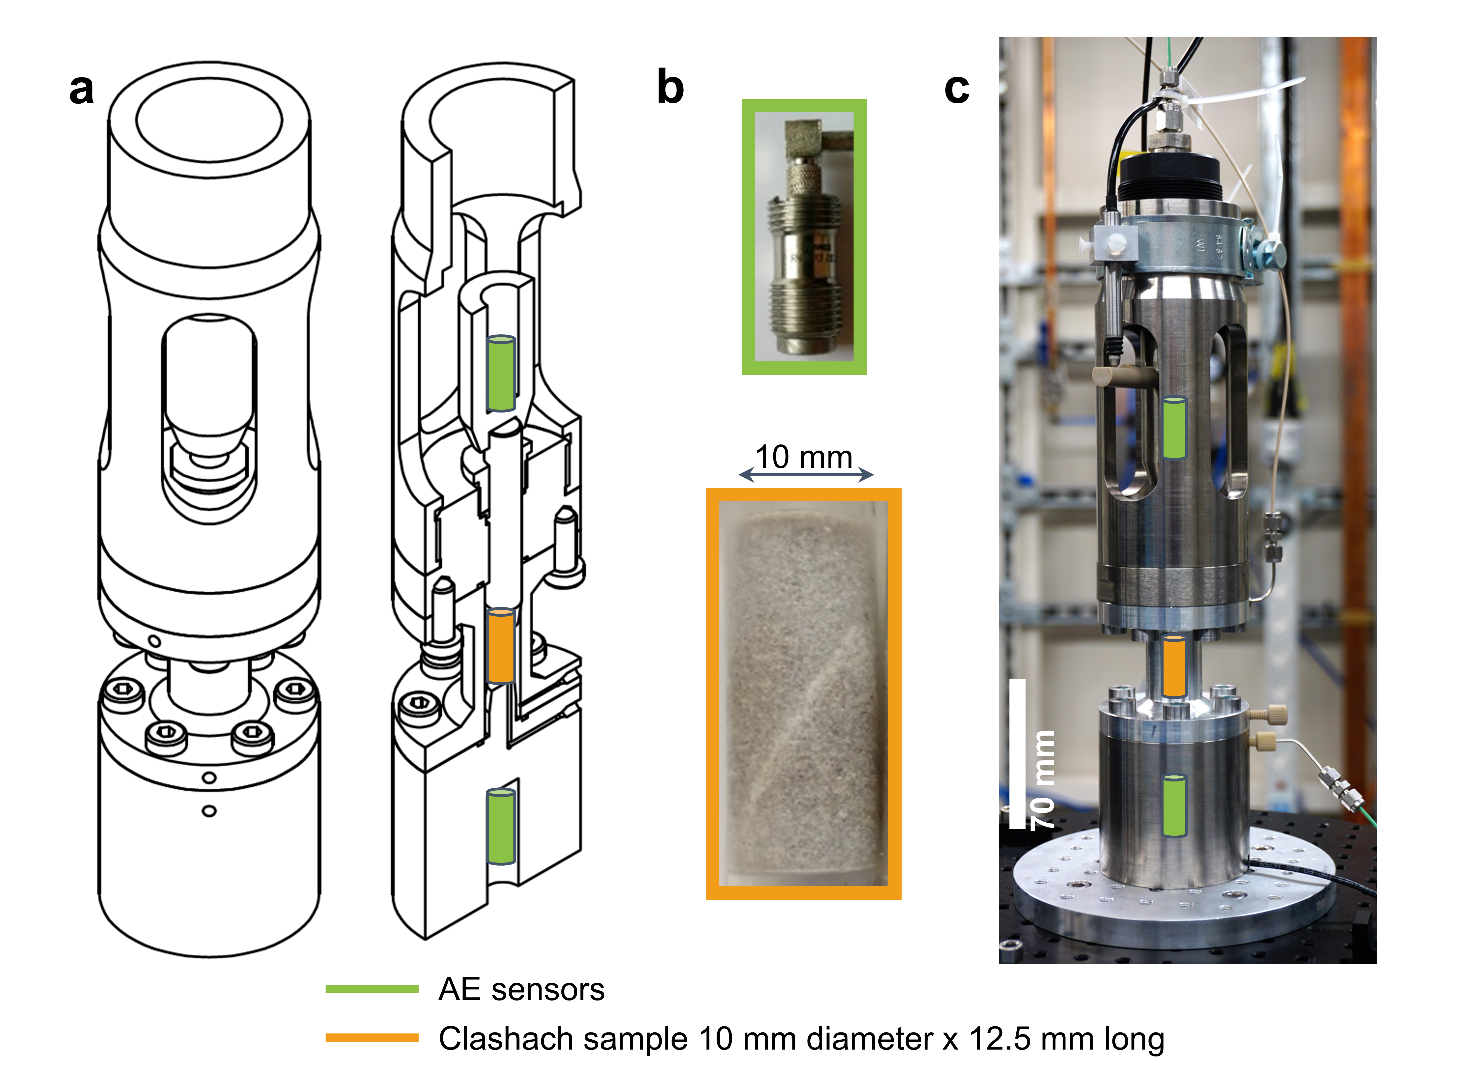 a
b
c
10 mm
70 mm
AE sensors
Clashach sample 10 mm diameter x 12.5 mm long